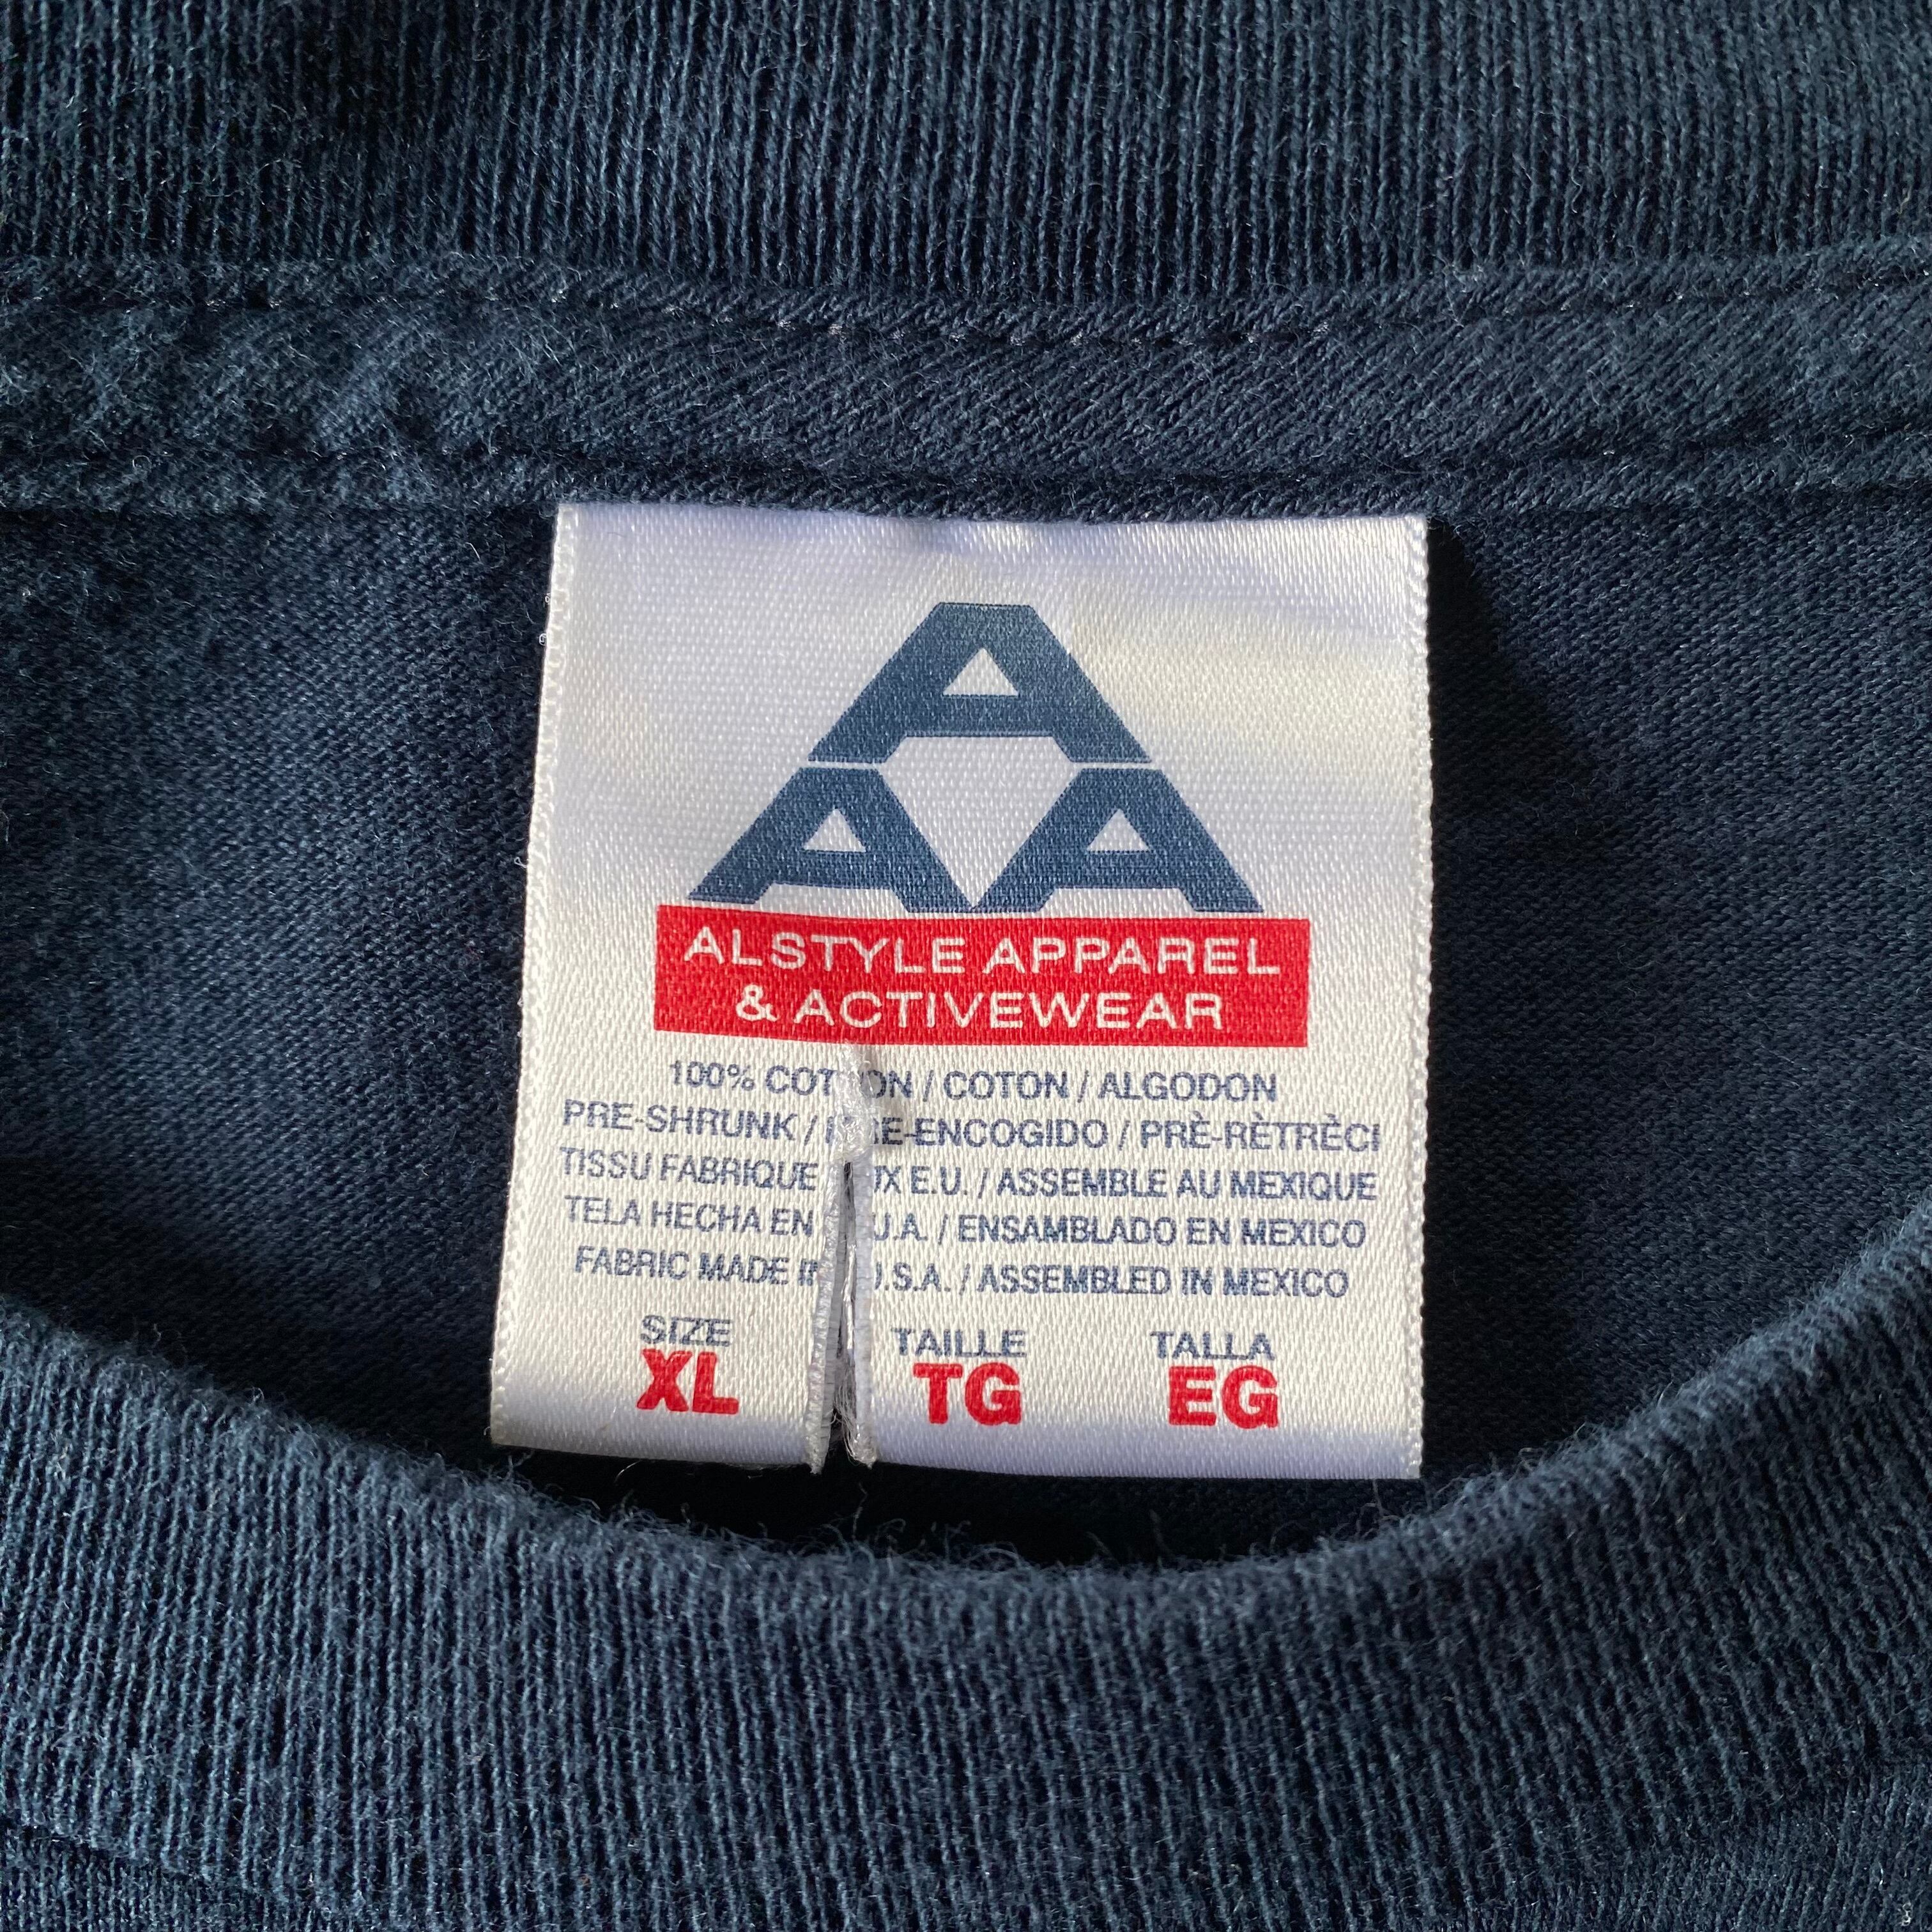 A
A A
ALSTYLE APPAREL
& ACTIVEWEAR
100% COTTON / COTON / ALGODON
PRE-SHRUNK / PRE-ENCOGIDO / PRÈ-RÈTRÈCI
TISSU FABRIQUE E.U. / ASSEMBLE AU MEXIQUE
TELA HECHA EN / ENSAMBLADO EN MEXICO
FABRIC MADE IN U.S.A. / ASSEMBLED IN MEXICO
SIZE TAILLE TALLA
XL TG EG